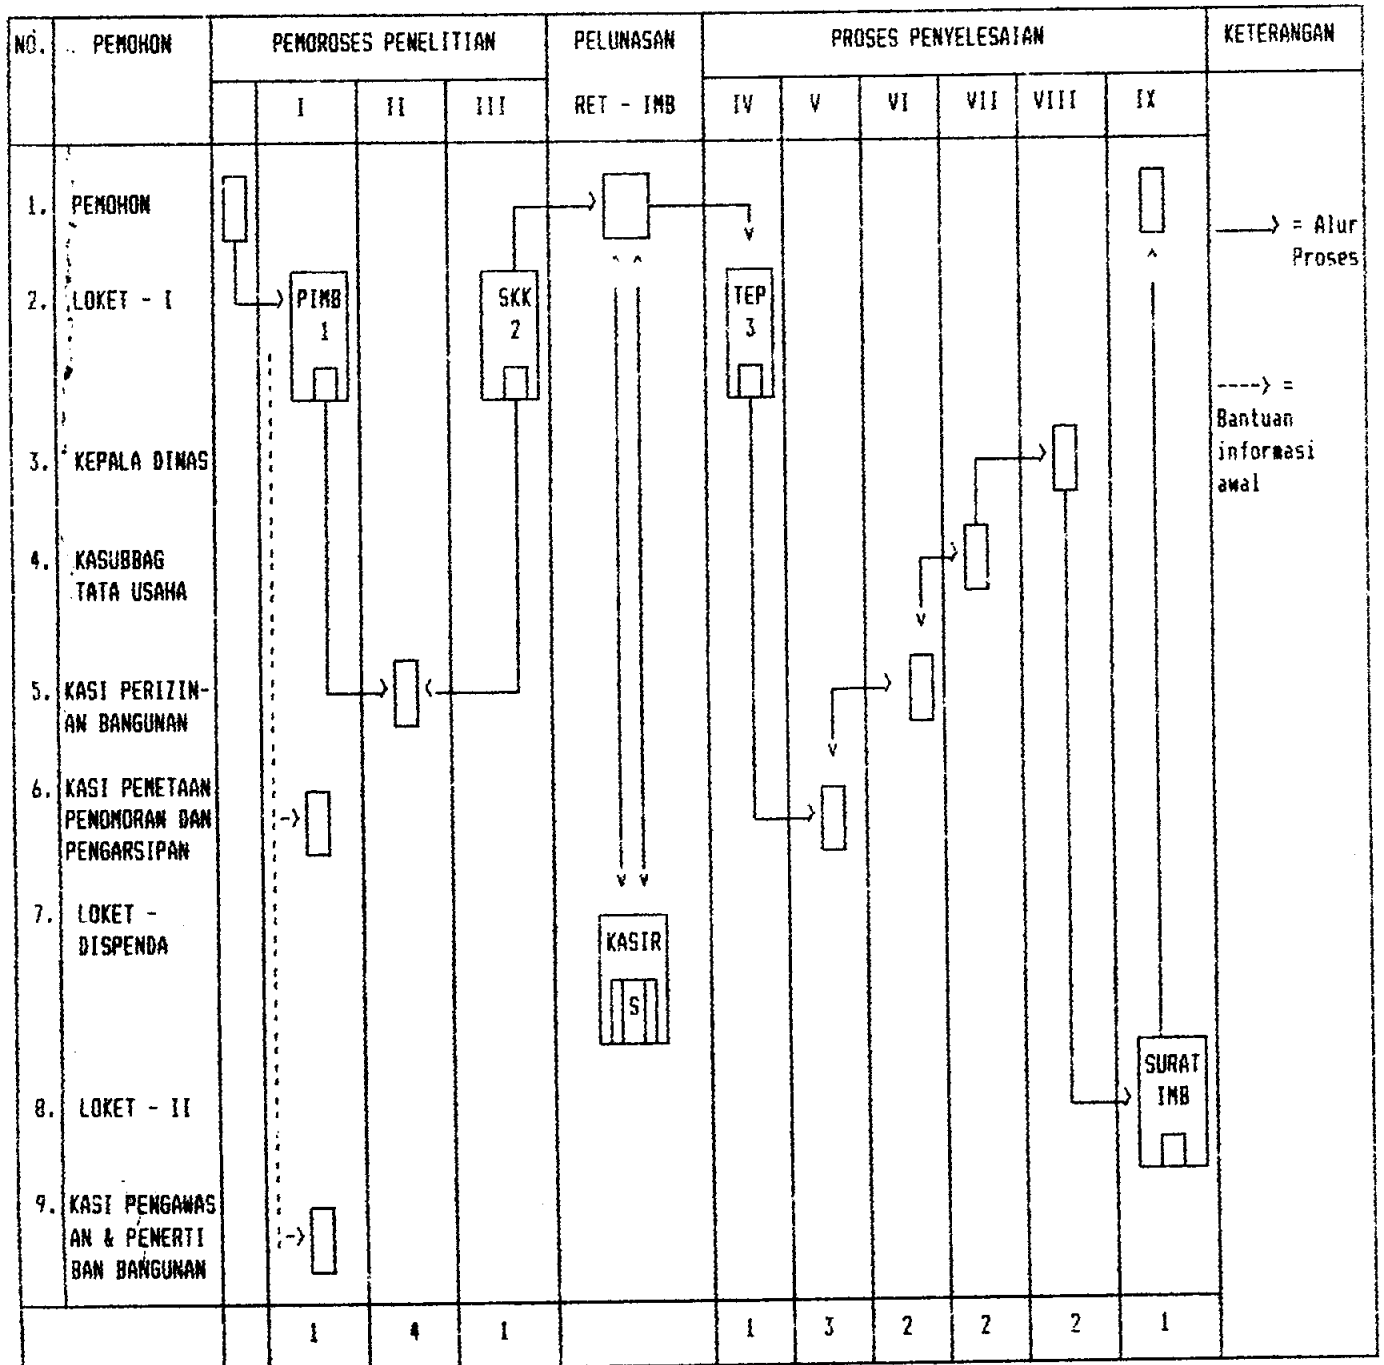 NO. PEMOHON PEMOROSES PENELITIAN PELUNASAN PROSES PENYELESAIAN KETERANGAN
I II III RET - IMB IV V VI VII VIII IX
1. PEMOHON
= Alur
Proses
2. LOKET - I PIMB SKK TEP
1 2 3
----> =
Bantuan
informasi
awal
3. KEPALA DINAS
4. KASUBBAG
TATA USAHA
5. KASI PERIZIN-
AN BANGUNAN
6. KASI PEMETAAN
PENOMORAN DAN
PENGARSIPAN
7. LOKET -
DISPENDA
KASIR
S
8. LOKET - II
SURAT
IMB
9. KASI PENGAWAS
AN & PENERTI
BAN BANGUNAN
1 4 1 1 3 2 2 2 1